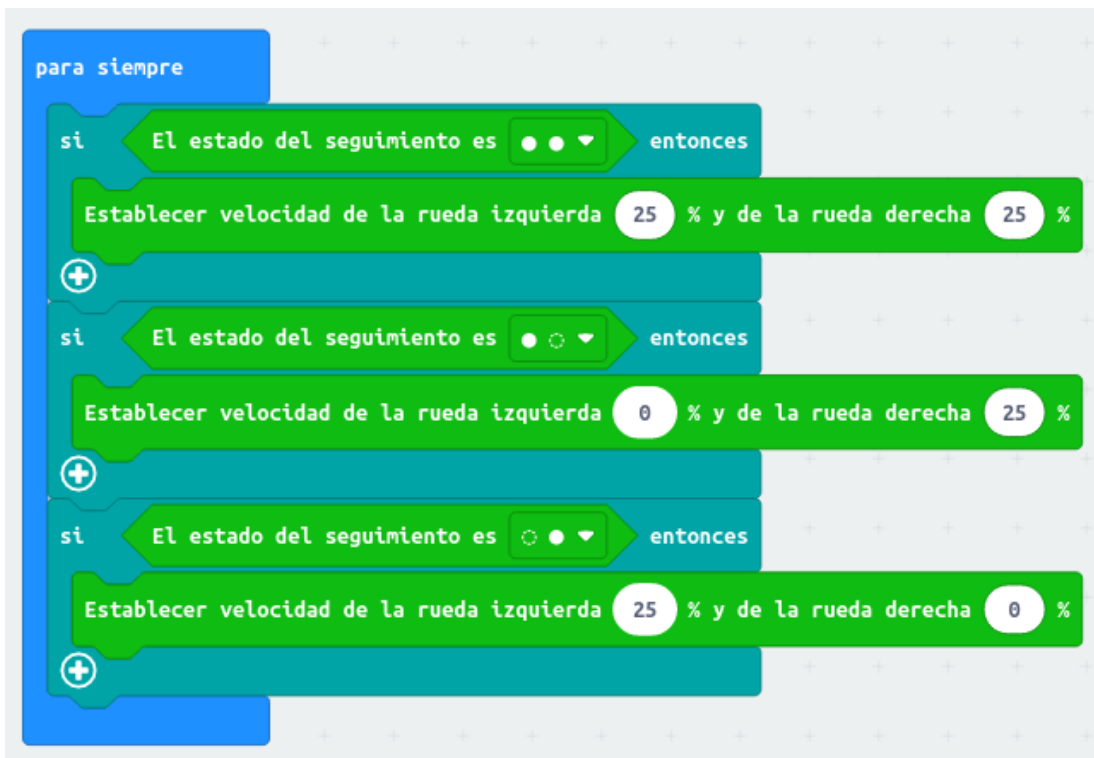 para siempre
si El estado del seguimiento es ● ● entonces
Establecer velocidad de la rueda izquierda 25 % y de la rueda derecha 25 %
si El estado del seguimiento es ● ◌ entonces
Establecer velocidad de la rueda izquierda 0 % y de la rueda derecha 25 %
si El estado del seguimiento es ◌ ● entonces
Establecer velocidad de la rueda izquierda 25 % y de la rueda derecha 0 %